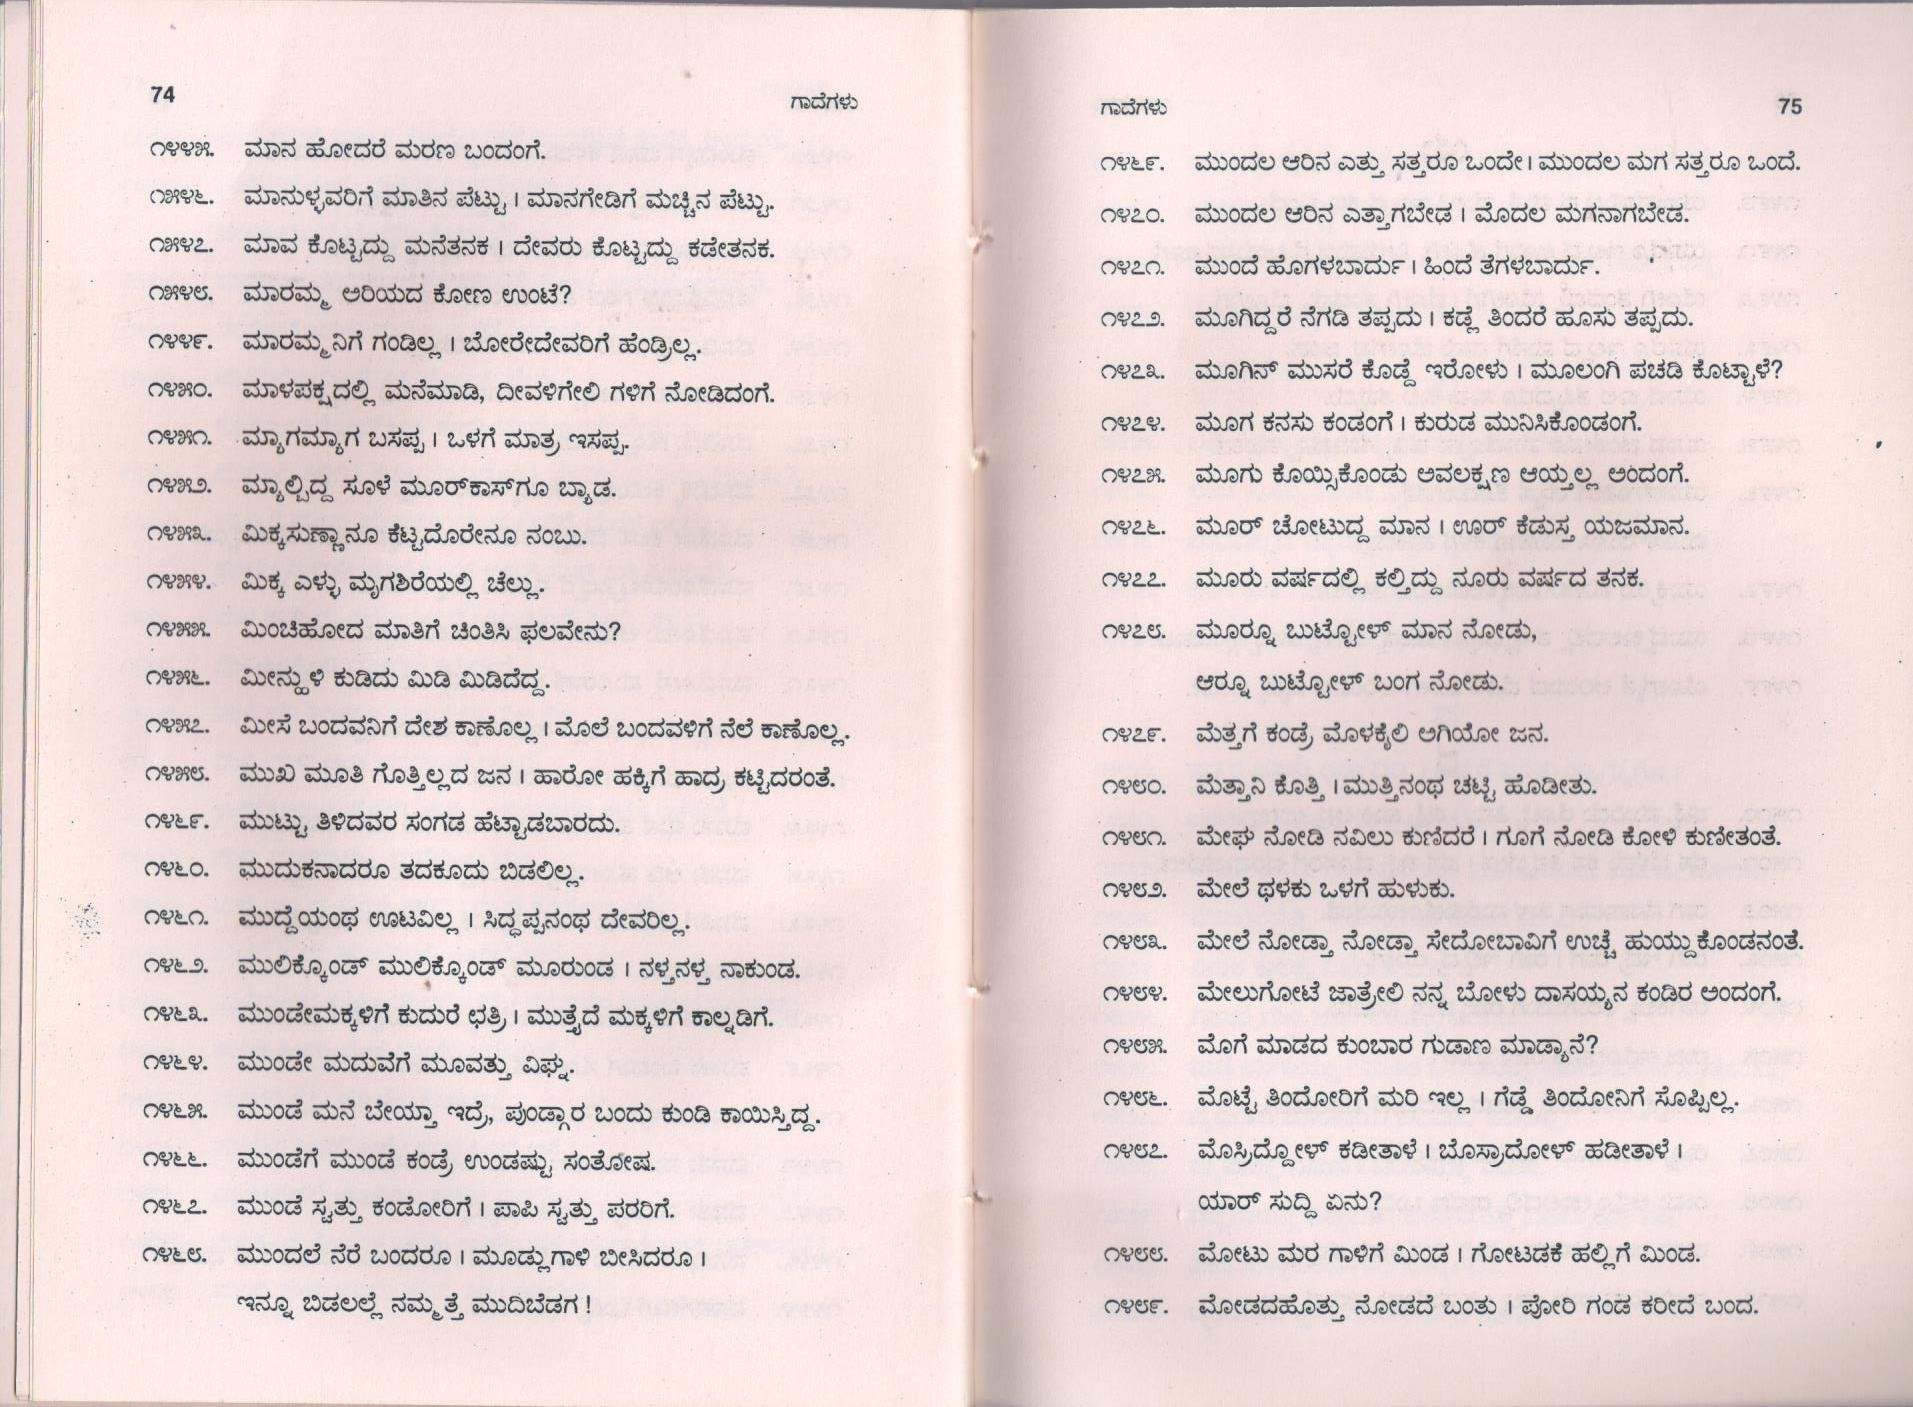 74
ಗಾದೆಗಳು
೧೪೪೫. ಮಾನ ಹೋದರೆ ಮರಣ ಬಂದಂಗೆ.
೧೫೪೬. ಮಾನುಳ್ಳವರಿಗೆ ಮಾತಿನ ಪೆಟ್ಟು । ಮಾನಗೇಡಿಗೆ ಮಚ್ಚಿನ ಪೆಟ್ಟು.
೧೫೪೭. ಮಾವ ಕೊಟ್ಟದ್ದು ಮನೆತನಕ । ದೇವರು ಕೊಟ್ಟದ್ದು ಕಡೇತನಕ.
೧೫೪೮. ಮಾರಮ್ಮ ಅರಿಯದ ಕೋಣ ಉಂಟೆ?
೧೪೪೯. ಮಾರಮ್ಮನಿಗೆ ಗಂಡಿಲ್ಲ । ಬೋರೇದೇವರಿಗೆ ಹೆಂಡ್ರಿಲ್ಲ.
೧೪೫೦. ಮಾಳಪಕ್ಷದಲ್ಲಿ ಮನೆಮಾಡಿ, ದೀವಳಿಗೇಲಿ ಗಳಿಗೆ ನೋಡಿದಂಗೆ.
೧೪೫೧. ಮ್ಯಾಗಮ್ಯಾಗ ಬಸಪ್ಪ । ಒಳಗೆ ಮಾತ್ರ ಇಸಪ್ಪ.
೧೪೫೨. ಮ್ಯಾಲ್ಬಿದ್ದ ಸೂಳೆ ಮೂರ್‌ಕಾಸ್‌ಗೂ ಬ್ಯಾಡ.
೧೪೫೩. ಮಿಕ್ಕಸುಣ್ಣಾನೂ ಕೆಟ್ಟದೊರೇನೂ ನಂಬು.
೧೪೫೪. ಮಿಕ್ಕ ಎಳ್ಳು ಮೃಗಶಿರೆಯಲ್ಲಿ ಚೆಲ್ಲು.
೧೪೫೫. ಮಿಂಚಿಹೋದ ಮಾತಿಗೆ ಚಿಂತಿಸಿ ಫಲವೇನು?
೧೪೫೬. ಮೀನ್ಹುಳಿ ಕುಡಿದು ಮಿಡಿ ಮಿಡಿದೆದ್ದ.
೧೪೫೭. ಮೀಸೆ ಬಂದವನಿಗೆ ದೇಶ ಕಾಣೊಲ್ಲ । ಮೊಲೆ ಬಂದವಳಿಗೆ ನೆಲೆ ಕಾಣೊಲ್ಲ.
೧೪೫೮. ಮುಖ ಮೂತಿ ಗೊತ್ತಿಲ್ಲದ ಜನ । ಹಾರೋ ಹಕ್ಕಿಗೆ ಹಾದ್ರ ಕಟ್ಟಿದರಂತೆ.
೧೪೬೯. ಮುಟ್ಟು ತಿಳಿದವರ ಸಂಗಡ ಹೆಟ್ಟಾಡಬಾರದು.
೧೪೬೦. ಮುದುಕನಾದರೂ ತದಕೂದು ಬಿಡಲಿಲ್ಲ.
೧೪೬೧. ಮುದ್ದೆಯಂಥ ಊಟವಿಲ್ಲ । ಸಿದ್ಧಪ್ಪನಂಥ ದೇವರಿಲ್ಲ.
೧೪೬೨. ಮುಲಿಕ್ಕೊಂಡ್ ಮುಲಿಕ್ಕೊಂಡ್ ಮೂರುಂಡ । ನಳ್ತನಳ್ತ ನಾಕುಂಡ.
೧೪೬೩. ಮುಂಡೇಮಕ್ಕಳಿಗೆ ಕುದುರೆ ಛತ್ರಿ । ಮುತ್ತೈದೆ ಮಕ್ಕಳಿಗೆ ಕಾಲ್ನಡಿಗೆ.
೧೪೬೪. ಮುಂಡೇ ಮದುವೆಗೆ ಮೂವತ್ತು ವಿಘ್ನ.
೧೪೬೫. ಮುಂಡೆ ಮನೆ ಬೇಯ್ತಾ ಇದ್ರೆ, ಪುಂಡ್ಗಾರ ಬಂದು ಕುಂಡಿ ಕಾಯಿಸ್ತಿದ್ದ.
೧೪೬೬. ಮುಂಡೆಗೆ ಮುಂಡೆ ಕಂಡ್ರೆ ಉಂಡಷ್ಟು ಸಂತೋಷ.
೧೪೬೭. ಮುಂಡೆ ಸ್ವತ್ತು ಕಂಡೋರಿಗೆ । ಪಾಪಿ ಸ್ವತ್ತು ಪರರಿಗೆ.
೧೪೬೮. ಮುಂದಲೆ ನೆರೆ ಬಂದರೂ । ಮೂಡ್ಲುಗಾಳಿ ಬೀಸಿದರೂ ।
ಇನ್ನೂ ಬಿಡಲಲ್ಲೆ ನಮ್ಮತ್ತೆ ಮುದಿಬೆಡಗ !
ಗಾದೆಗಳು
75
೧೪೬೯. ಮುಂದಲ ಆರಿನ ಎತ್ತು ಸತ್ತರೂ ಒಂದೇ । ಮುಂದಲ ಮಗ ಸತ್ತರೂ ಒಂದೆ.
೧೪೭೦. ಮುಂದಲ ಆರಿನ ಎತ್ತಾಗಬೇಡ । ಮೊದಲ ಮಗನಾಗಬೇಡ.
೧೪೭೧. ಮುಂದೆ ಹೊಗಳಬಾರ್ದು । ಹಿಂದೆ ತೆಗಳಬಾರ್ದು.
೧೪೭೨. ಮೂಗಿದ್ದರೆ ನೆಗಡಿ ತಪ್ಪದು । ಕಡ್ಲೆ ತಿಂದರೆ ಹೂಸು ತಪ್ಪದು.
೧೪೭೩. ಮೂಗಿನ್ ಮುಸರೆ ಕೊಡ್ದೆ ಇರೋಳು । ಮೂಲಂಗಿ ಪಚಡಿ ಕೊಟ್ಟಾಳೆ?
೧೪೭೪. ಮೂಗ ಕನಸು ಕಂಡಂಗೆ । ಕುರುಡ ಮುನಿಸಿಕೊಂಡಂಗೆ.
೧೪೭೫. ಮೂಗು ಕೊಯ್ಸಿಕೊಂಡು ಅವಲಕ್ಷಣ ಆಯ್ತಲ್ಲ ಅಂದಂಗೆ.
೧೪೭೬. ಮೂರ್ ಚೋಟುದ್ದ ಮಾನ । ಊರ್ ಕೆಡುಸ್ತ ಯಜಮಾನ.
೧೪೭೭. ಮೂರು ವರ್ಷದಲ್ಲಿ ಕಲ್ತಿದ್ದು ನೂರು ವರ್ಷದ ತನಕ.
೧೪೭೮. ಮೂರ‍್ನೂ ಬುಟ್ಟೋಳ್ ಮಾನ ನೋಡು,
ಆರ‍್ನೂ ಬುಟ್ಟೋಳ್ ಬಂಗ ನೋಡು.
೧೪೭೯. ಮೆತ್ತಗೆ ಕಂಡ್ರೆ ಮೊಳಕೈಲಿ ಅಗಿಯೋ ಜನ.
೧೪೮೦. ಮೆತ್ತಾನಿ ಕೊತ್ತಿ । ಮುತ್ತಿನಂಥ ಚಟ್ಟಿ ಹೊಡೀತು.
೧೪೮೧. ಮೇಘ ನೋಡಿ ನವಿಲು ಕುಣಿದರೆ । ಗೂಗೆ ನೋಡಿ ಕೋಳಿ ಕುಣೀತಂತೆ.
೧೪೮೨. ಮೇಲೆ ಥಳಕು ಒಳಗೆ ಹುಳುಕು.
೧೪೮೩. ಮೇಲೆ ನೋಡ್ತಾ ನೋಡ್ತಾ ಸೇದೋಬಾವಿಗೆ ಉಚ್ಚೆ ಹುಯ್ದುಕೊಂಡನಂತೆ.
೧೪೮೪. ಮೇಲುಗೋಟೆ ಜಾತ್ರೇಲಿ ನನ್ನ ಬೋಳು ದಾಸಯ್ಯನ ಕಂಡಿರ ಅಂದಂಗೆ.
೧೪೮೫. ಮೊಗೆ ಮಾಡದ ಕುಂಬಾರ ಗುಡಾಣ ಮಾಡ್ಯಾನೆ?
೧೪೮೬. ಮೊಟ್ಟೆ ತಿಂದೋರಿಗೆ ಮರಿ ಇಲ್ಲ । ಗೆಡ್ಡೆ ತಿಂದೋನಿಗೆ ಸೊಪ್ಪಿಲ್ಲ.
೧೪೮೭. ಮೊಸ್ರಿದ್ದೋಳ್ ಕಡೀತಾಳೆ । ಬೊಸ್ರಾದೋಳ್ ಹಡೀತಾಳೆ ।
ಯಾರ್ ಸುದ್ದಿ ಏನು?
೧೪೮೮. ಮೋಟು ಮರ ಗಾಳಿಗೆ ಮಿಂಡ । ಗೋಟಡಕೆ ಹಲ್ಲಿಗೆ ಮಿಂಡ.
೧೪೮೯. ಮೋಡದಹೊತ್ತು ನೋಡದೆ ಬಂತು । ಪೋರಿ ಗಂಡ ಕರೀದೆ ಬಂದ.